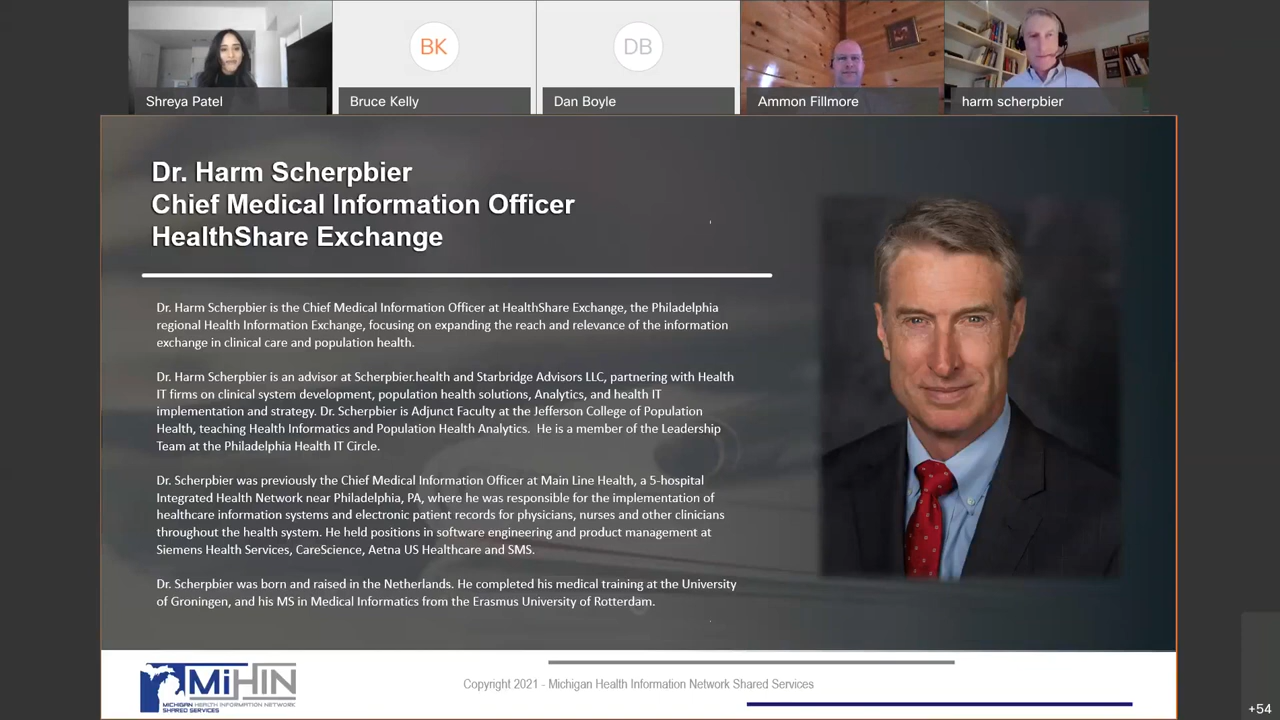 BK
DB
Shreya Patel
Bruce Kelly
Dan Boyle
Ammon Fillmore
harm scherpbier
Dr. Harm Scherpbier
Chief Medical Information Officer
HealthShare Exchange
Dr. Harm Scherpbier is the Chief Medical Information Officer at HealthShare Exchange, the Philadelphia
regional Health Information Exchange, focusing on expanding the reach and relevance of the information
exchange in clinical care and population health.
Dr. Harm Scherpbier is an advisor at Scherpbier.health and Starbridge Advisors LLC, partnering with Health
IT firms on clinical system development, population health solutions, Analytics, and health IT
implementation and strategy. Dr. Scherpbier is Adjunct Faculty at the Jefferson College of Population
Health, teaching Health Informatics and Population Health Analytics.  He is a member of the Leadership
Team at the Philadelphia Health IT Circle.
Dr. Scherpbier was previously the Chief Medical Information Officer at Main Line Health, a 5-hospital
Integrated Health Network near Philadelphia, PA, where he was responsible for the implementation of
healthcare information systems and electronic patient records for physicians, nurses and other clinicians
throughout the health system. He held positions in software engineering and product management at
Siemens Health Services, CareScience, Aetna US Healthcare and SMS.
Dr. Scherpbier was born and raised in the Netherlands. He completed his medical training at the University
of Groningen, and his MS in Medical Informatics from the Erasmus University of Rotterdam.
MiHIN
MICHIGAN HEALTH INFORMATION NETWORK
SHARED SERVICES
Copyright 2021 - Michigan Health Information Network Shared Services
+54